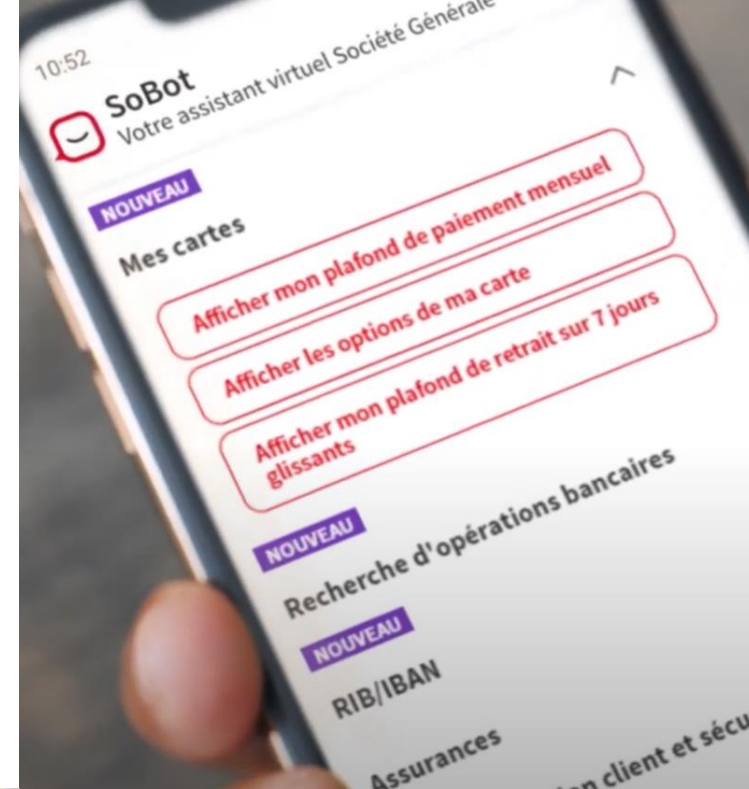 10:52
SoBot
Votre assistant virtuel Société Générale
NOUVEAU
Mes cartes
Afficher mon plafond de paiement mensuel
Afficher les options de ma carte
Afficher mon plafond de retrait sur 7 jours
glissants
NOUVEAU
Recherche d'opérations bancaires
NOUVEAU
RIB/IBAN
Assurances
client et